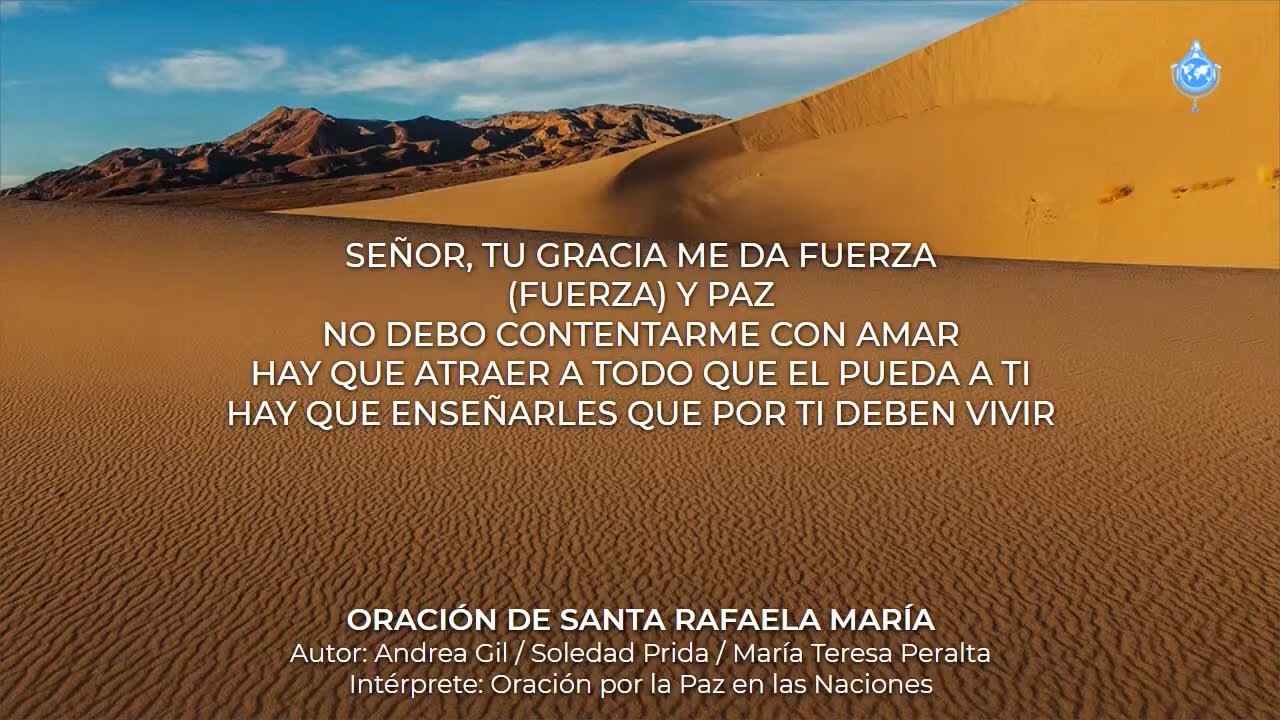 SEÑOR, TU GRACIA ME DA FUERZA
(FUERZA) Y PAZ
NO DEBO CONTENTARME CON AMAR
HAY QUE ATRAER A TODO QUE EL PUEDA A TI
HAY QUE ENSEÑARLES QUE POR TI DEBEN VIVIR
ORACIÓN DE SANTA RAFAELA MARÍA
Autor: Andrea Gil / Soledad Prida / María Teresa Peralta
Intérprete: Oración por la Paz en las Naciones